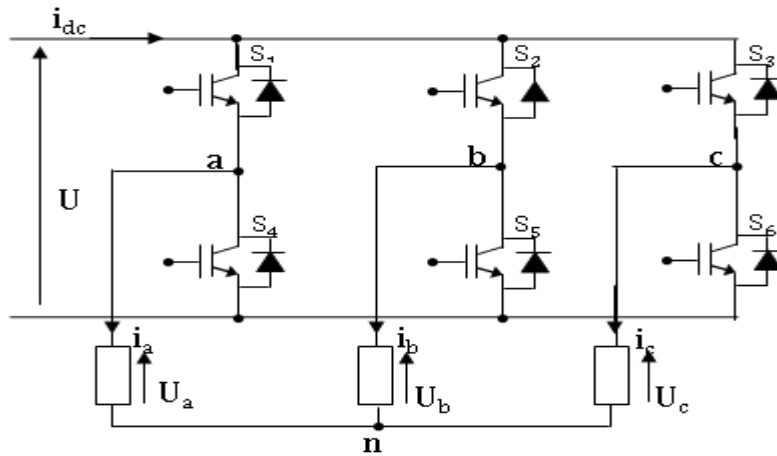 i_dc
S_1
S_2
S_3
a
b
c
U
S_4
S_5
S_6
i_a
i_b
i_c
U_a
U_b
U_c
n